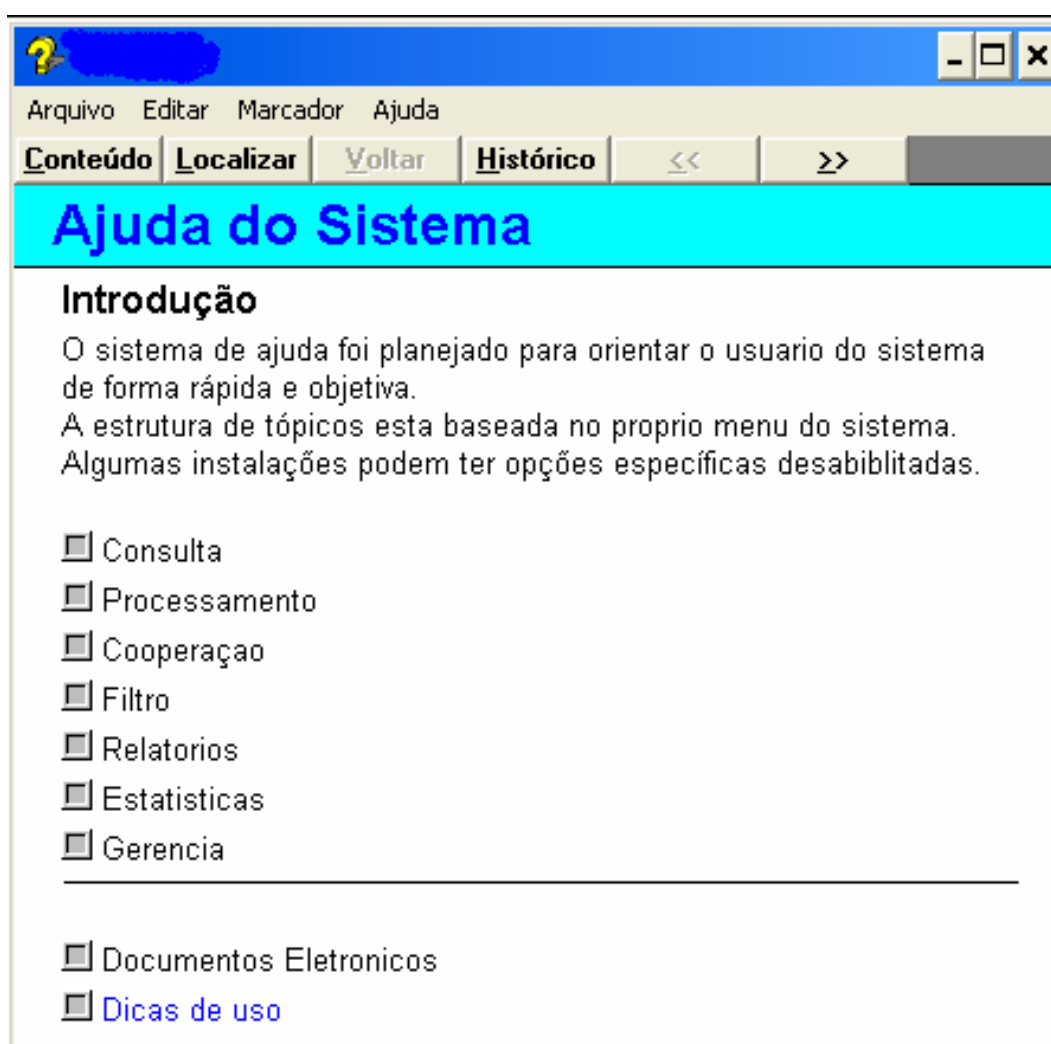 Arquivo Editar Marcador Ajuda
Conteúdo Localizar Voltar Histórico << >>
Ajuda do Sistema
Introdução
O sistema de ajuda foi planejado para orientar o usuario do sistema
de forma rápida e objetiva.
A estrutura de tópicos esta baseada no proprio menu do sistema.
Algumas instalações podem ter opções específicas desabiblitadas.
Consulta
Processamento
Cooperaçao
Filtro
Relatorios
Estatisticas
Gerencia
Documentos Eletronicos
Dicas de uso